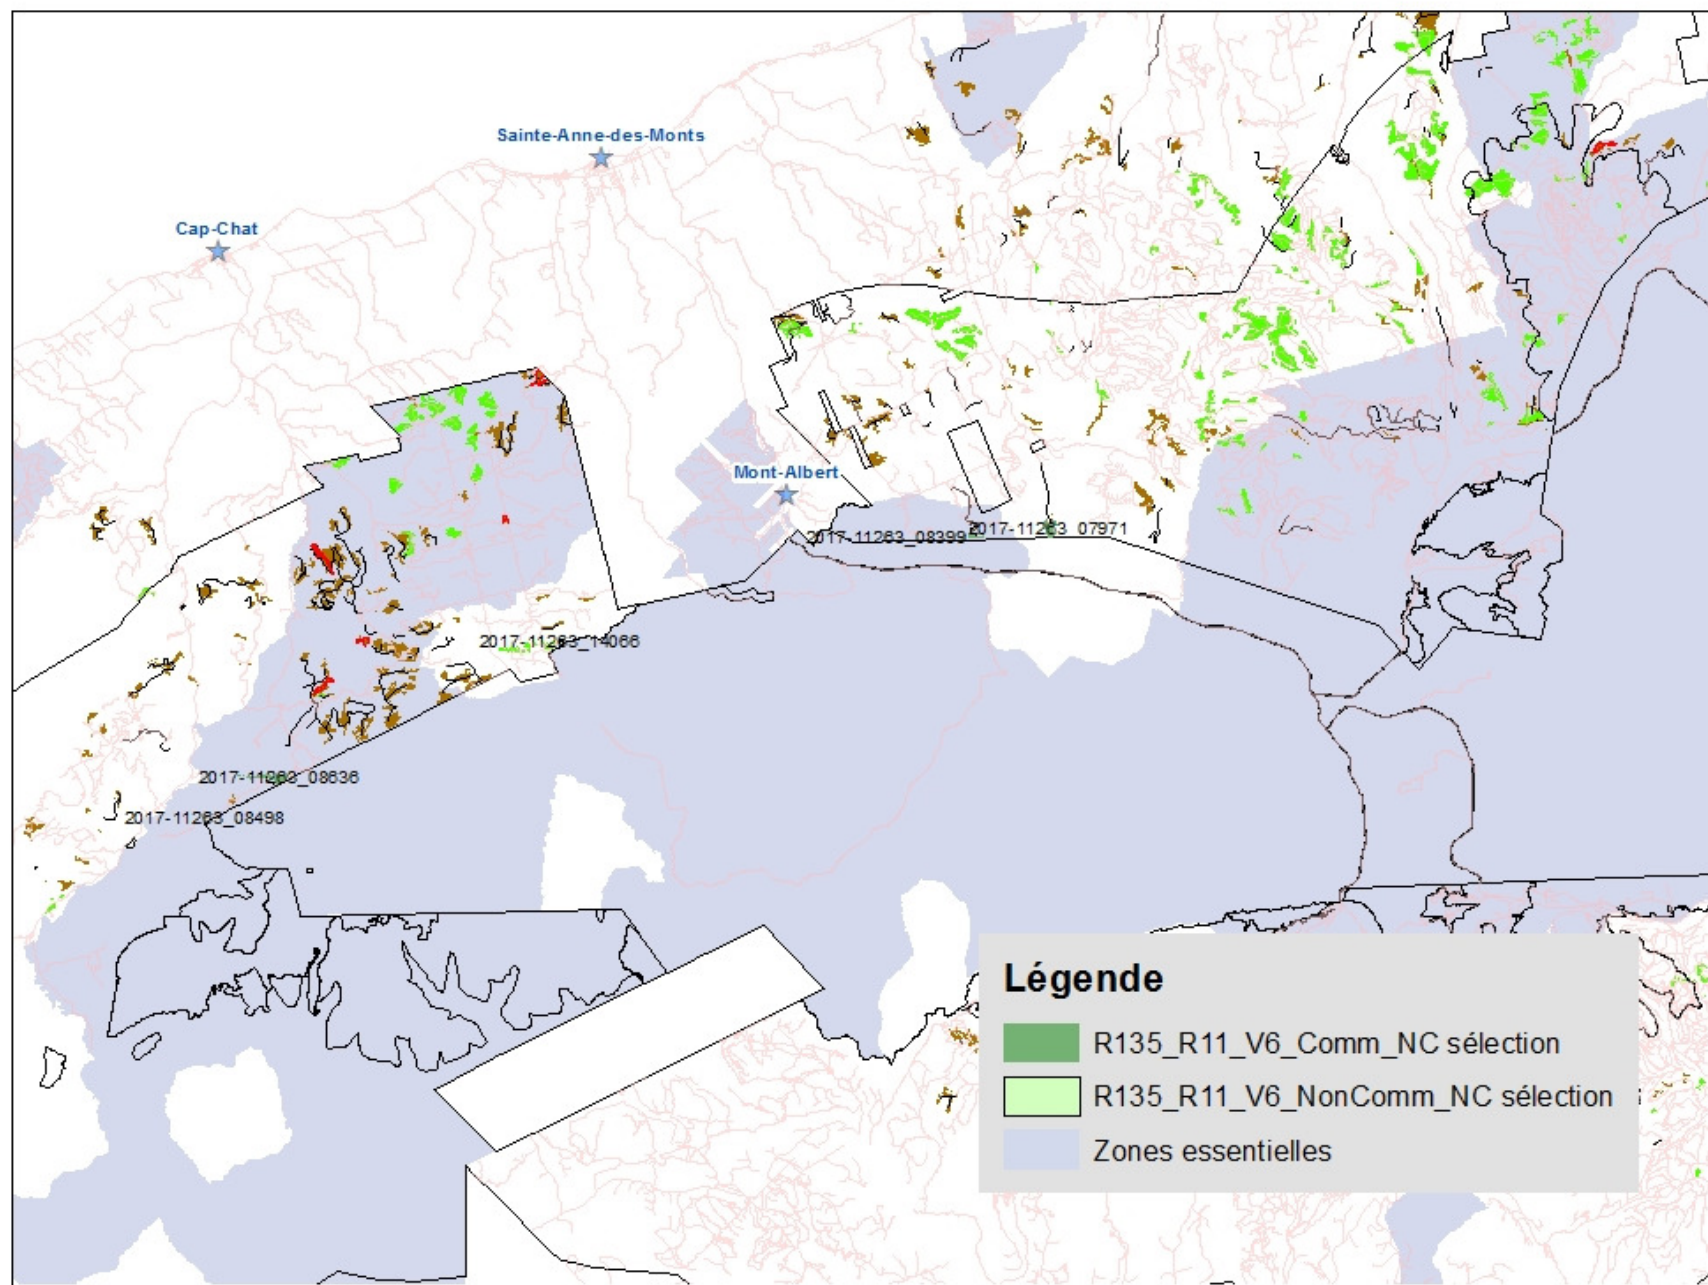 Sainte-Anne-des-Monts
Cap-Chat
Mont-Albert
2017-11263_08399
2017-11263_07971
2017-11263_14066
2017-11263_08636
2017-11263_08498
Légende
R135_R11_V6_Comm_NC sélection
R135_R11_V6_NonComm_NC sélection
Zones essentielles